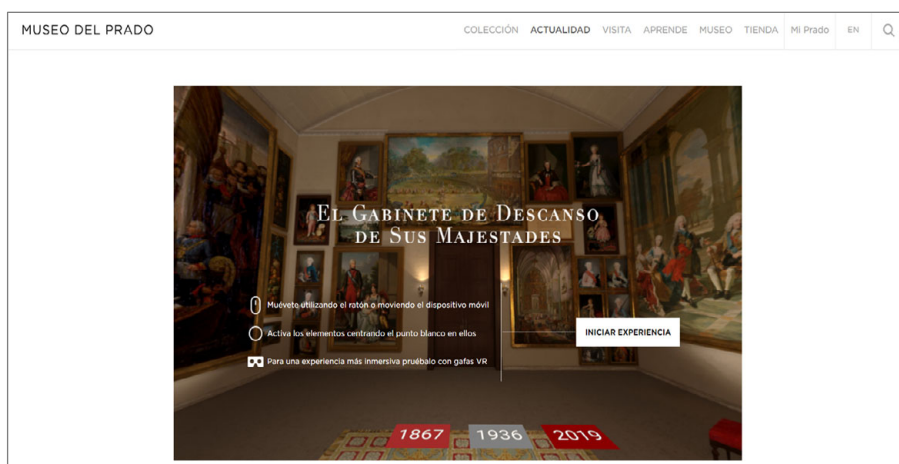 MUSEO DEL PRADO
COLECCIÓN ACTUALIDAD VISITA APRENDE MUSEO TIENDA Mi Prado EN
El Gabinete de Descanso
de Sus Majestades
Muévete utilizando el ratón o moviendo el dispositivo móvil
Activa los elementos centrando el punto blanco en ellos
Para una experiencia más inmersiva pruébalo con gafas VR
INICIAR EXPERIENCIA
1867 1936 2019